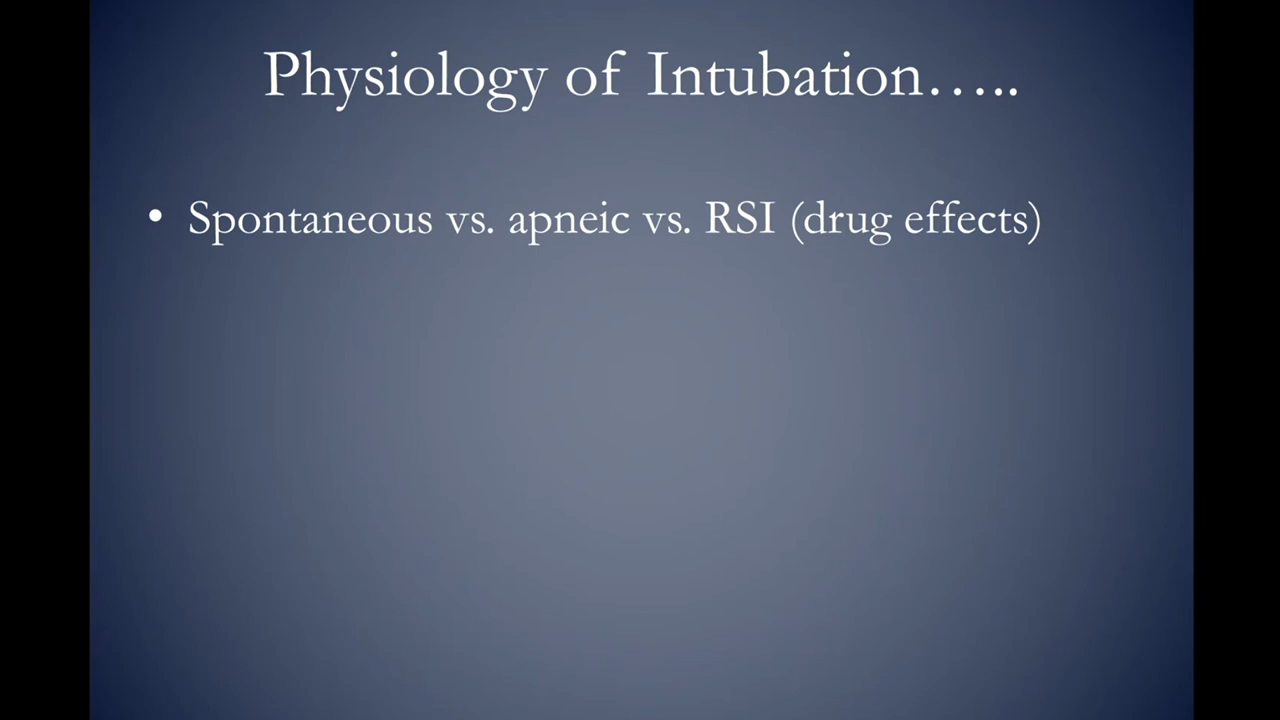 Physiology of Intubation…..
• Spontaneous vs. apneic vs. RSI (drug effects)